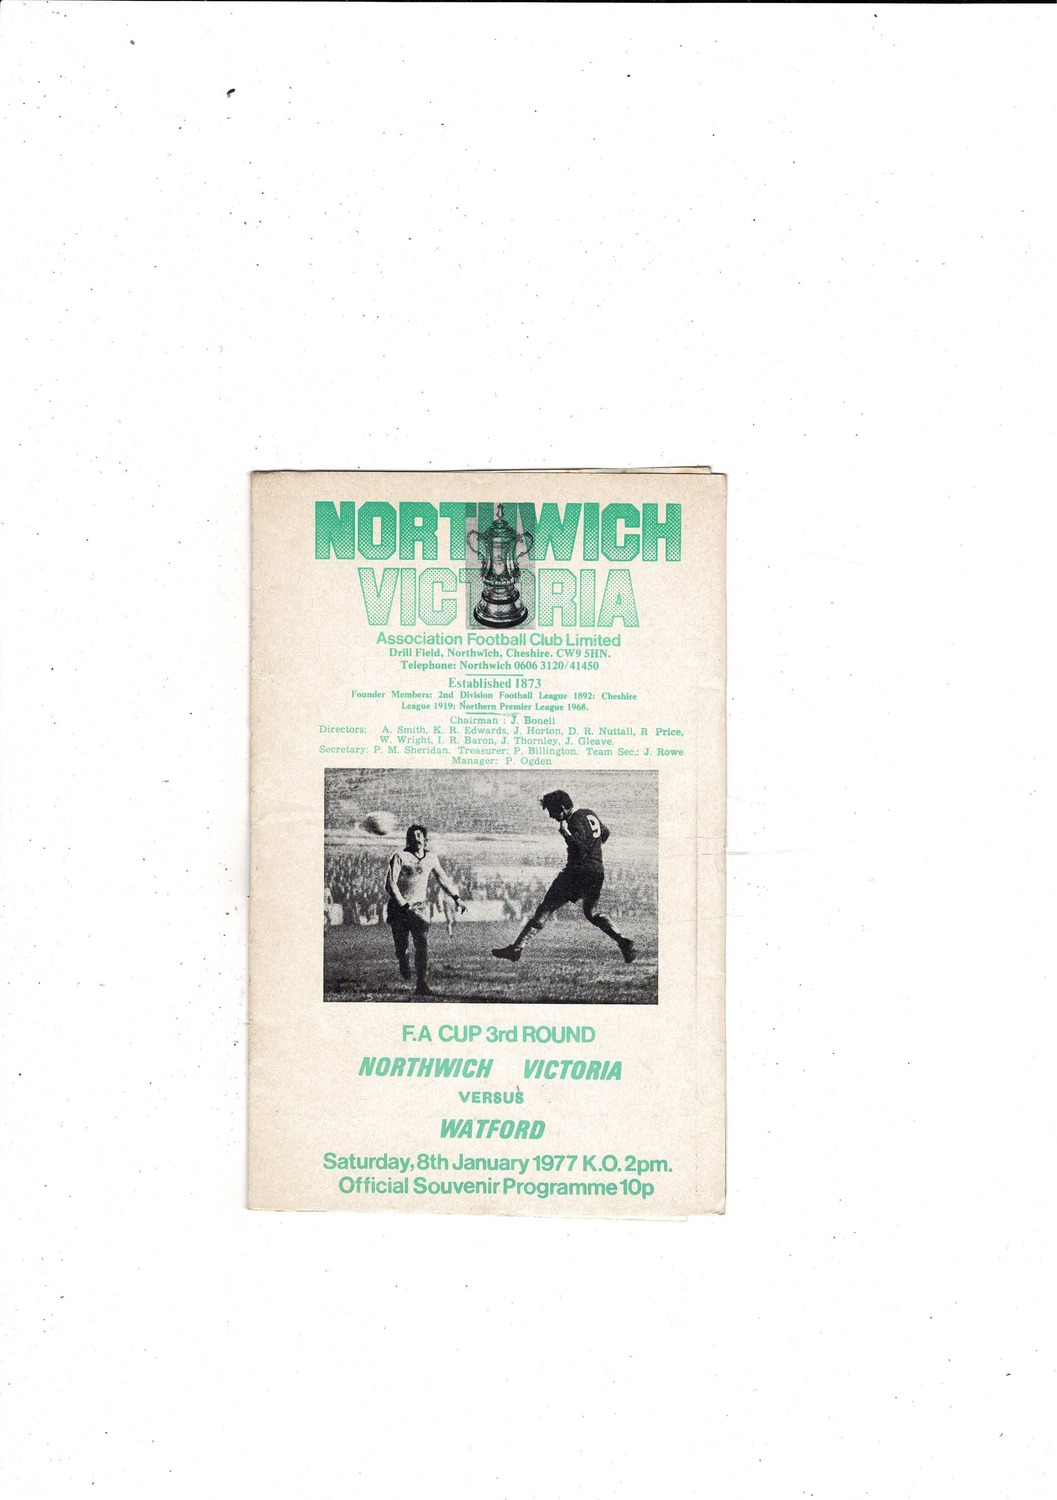 NORTHWICH
VICTORIA
Association Football Club Limited
Drill Field, Northwich, Cheshire. CW9 5HN.
Telephone: Northwich 0606 3120/41450
Established 1873
Founder Members: 2nd Division Football League 1892: Cheshire
League 1919: Northern Premier League 1968.
Chairman : J. Bonell
Directors: A. Smith, K. R. Edwards, J. Horton, D. R. Nuttall, R Price,
W. Wright, I. R. Baron, J. Thornley, J. Gleave.
Secretary: P. M. Sheridan. Treasurer: P. Billington. Team Sec.: J. Rowe
Manager: P. Ogden
9
F.A CUP 3rd ROUND
NORTHWICH VICTORIA
VERSUS
WATFORD
Saturday, 8th January 1977 K.O. 2pm.
Official Souvenir Programme 10p